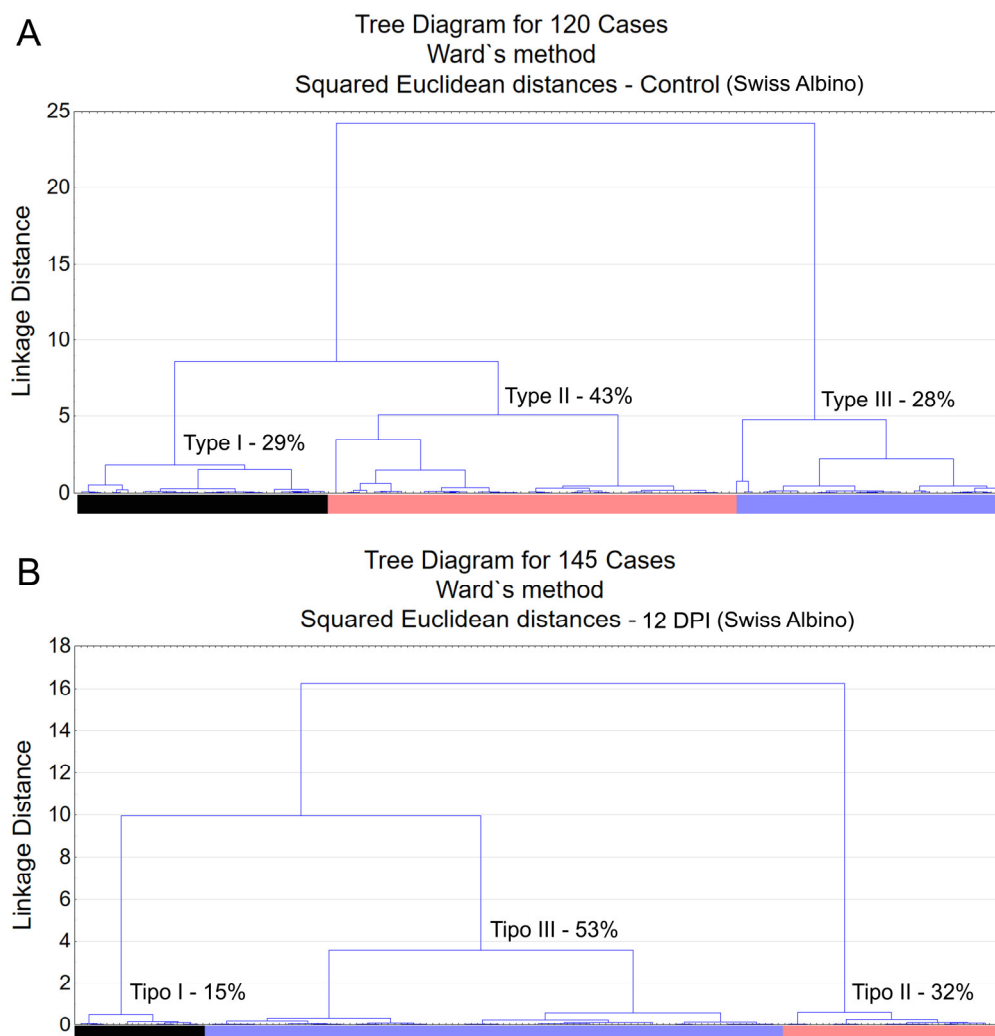 A
Tree Diagram for 120 Cases
Ward`s method
Squared Euclidean distances - Control (Swiss Albino)
25
20
15
10
5
0
Linkage Distance
Type I - 29%
Type II - 43%
Type III - 28%
B
Tree Diagram for 145 Cases
Ward`s method
Squared Euclidean distances - 12 DPI (Swiss Albino)
18
16
14
12
10
8
6
4
2
0
Linkage Distance
Tipo I - 15%
Tipo III - 53%
Tipo II - 32%